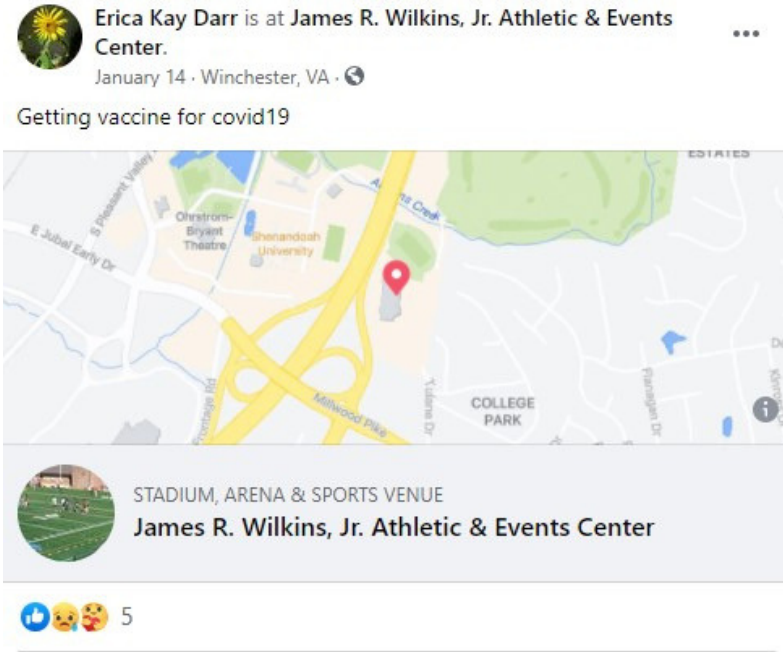 Erica Kay Darr is at James R. Wilkins, Jr. Athletic & Events
Center.
January 14 · Winchester, VA ·
Getting vaccine for covid19
ESTATES
S Pleasant Valley
E Jubal Early Dr
Ohrstrom-
Bryant
Theatre
Shenandoah
University
Creek
Millwood Pike
Frontage Rd
Tulane Dr
COLLEGE
PARK
Flanagan Dr
STADIUM, ARENA & SPORTS VENUE
James R. Wilkins, Jr. Athletic & Events Center
5